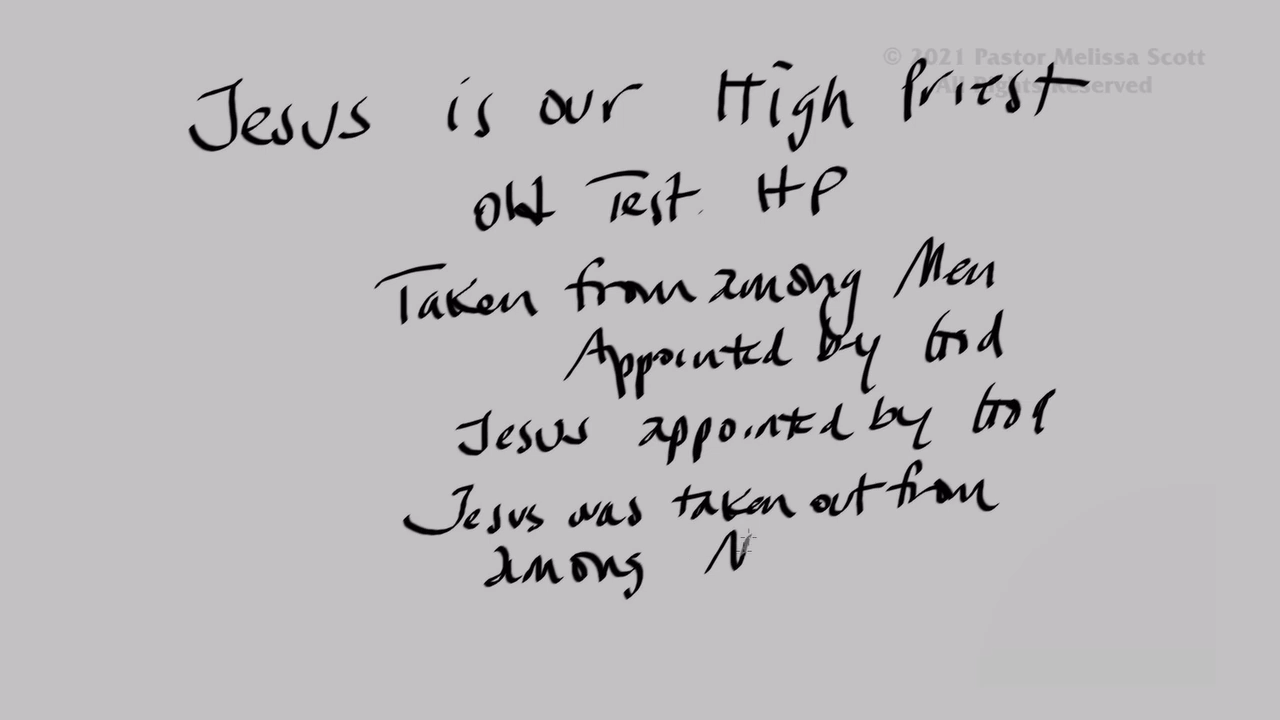 © 2021 Pastor Melissa Scott
All Rights Reserved
Jesus is our High Priest
Old Test. HP
Taken from among Men
Appointed by God
Jesus appointed by God
Jesus was taken out from
among